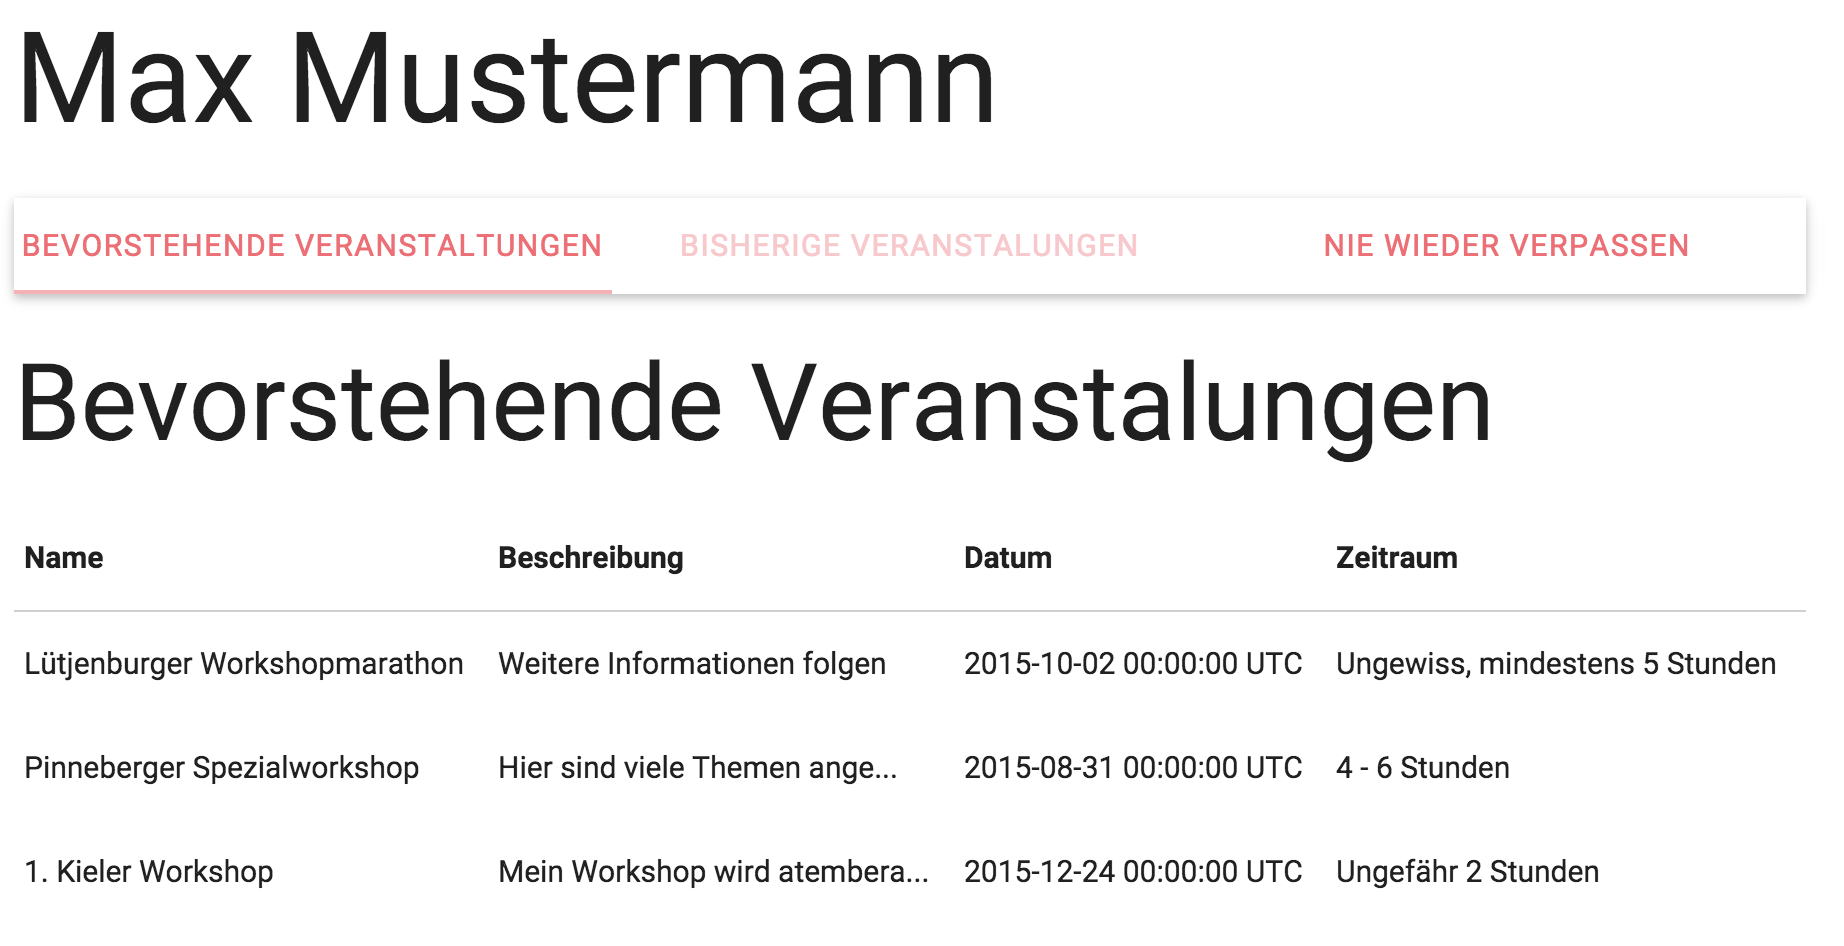 Max Mustermann
BEVORSTEHENDE VERANSTALTUNGEN BISHERIGE VERANSTALUNGEN NIE WIEDER VERPASSEN
Bevorstehende Veranstalungen
Name Beschreibung Datum Zeitraum
Lütjenburger Workshopmarathon Weitere Informationen folgen 2015-10-02 00:00:00 UTC Ungewiss, mindestens 5 Stunden
Pinneberger Spezialworkshop Hier sind viele Themen ange... 2015-08-31 00:00:00 UTC 4 - 6 Stunden
1. Kieler Workshop Mein Workshop wird atembera... 2015-12-24 00:00:00 UTC Ungefähr 2 Stunden